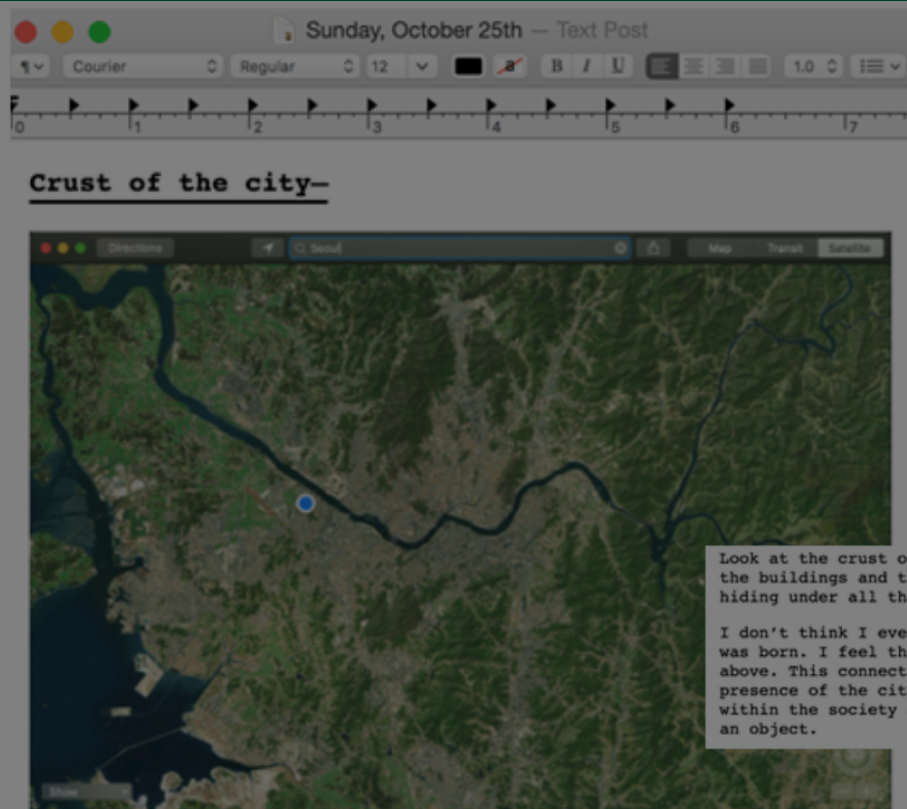 Sunday, October 25th — Text Post
¶ Courier Regular 12 a B I U 1.0
0 1 2 3 4 5 6 7
Crust of the city—
Directions Seoul Map Transit Satellite
Look at the crust o
the buildings and t
hiding under all th
I don't think I eve
was born. I feel th
above. This connect
presence of the cit
within the society
an object.
Show